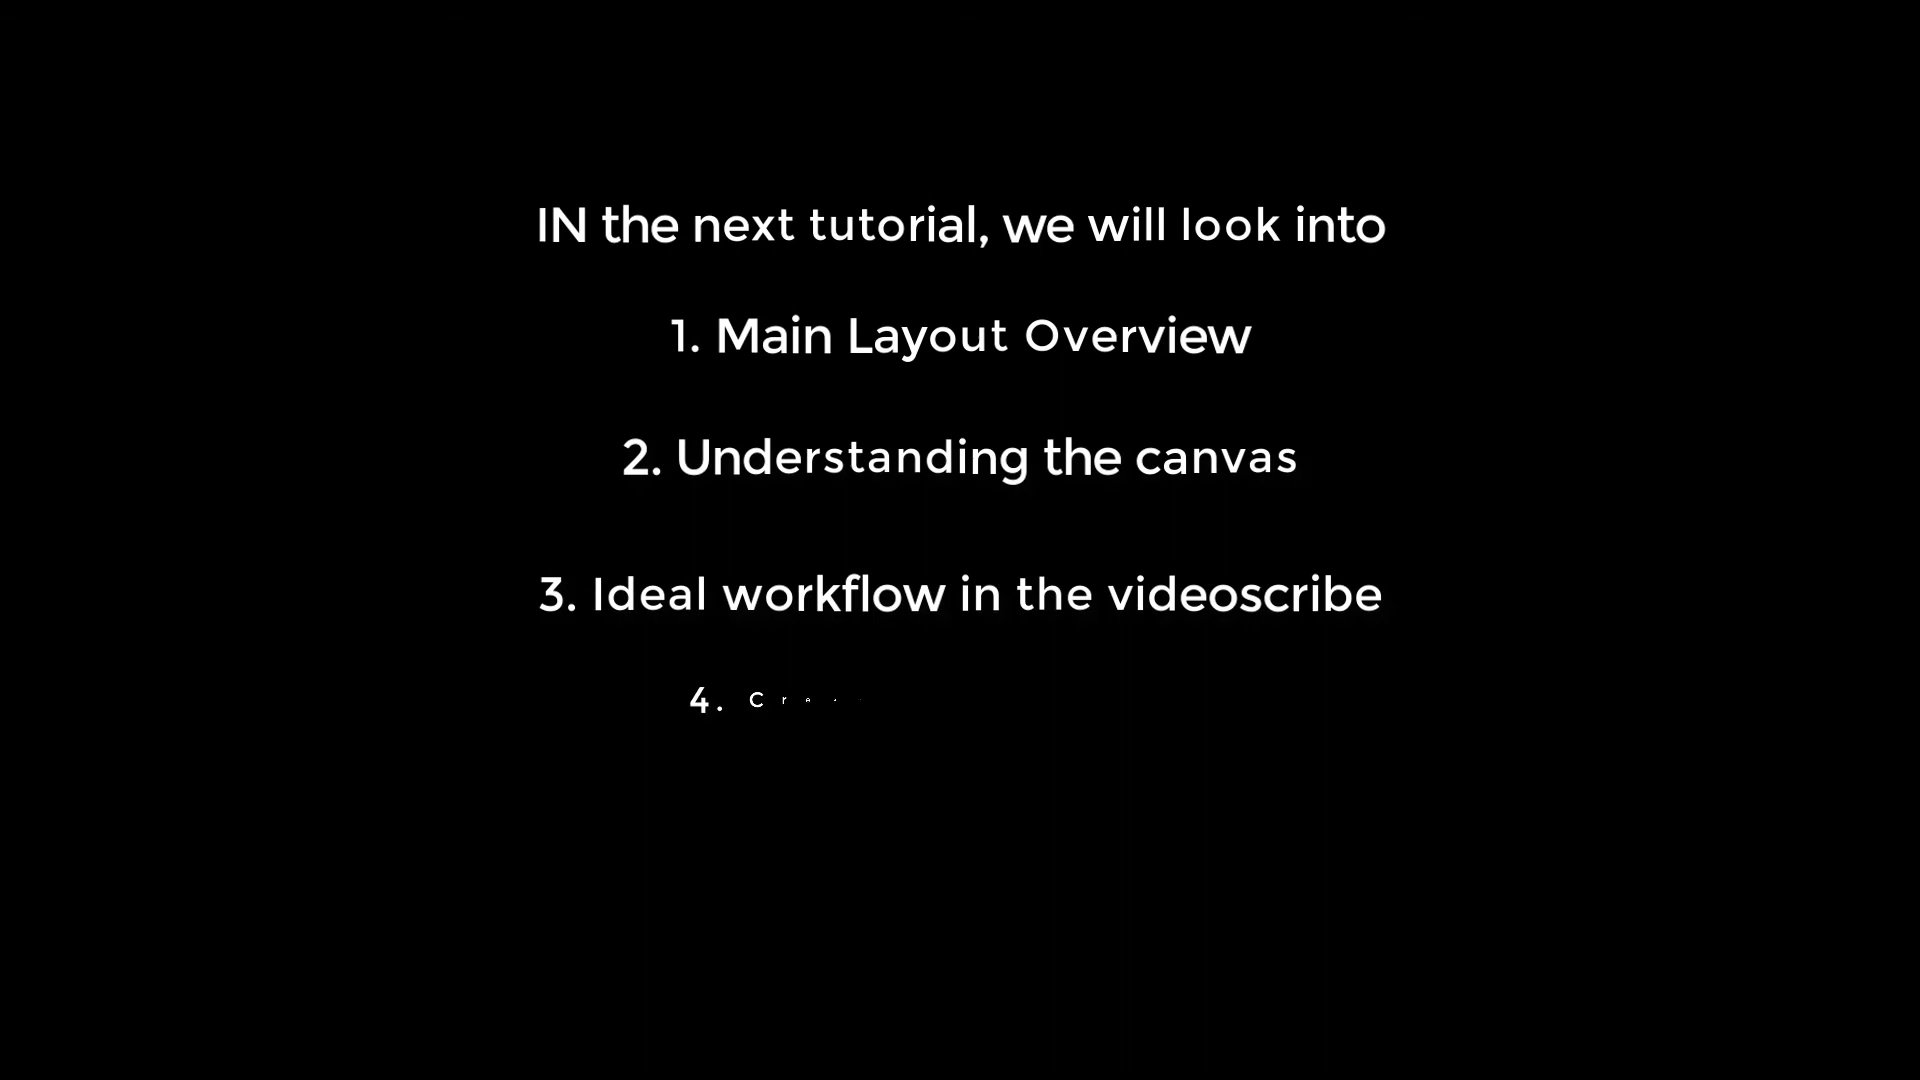 IN the next tutorial, we will look into
1. Main Layout Overview
2. Understanding the canvas
3. Ideal workflow in the videoscribe
4.